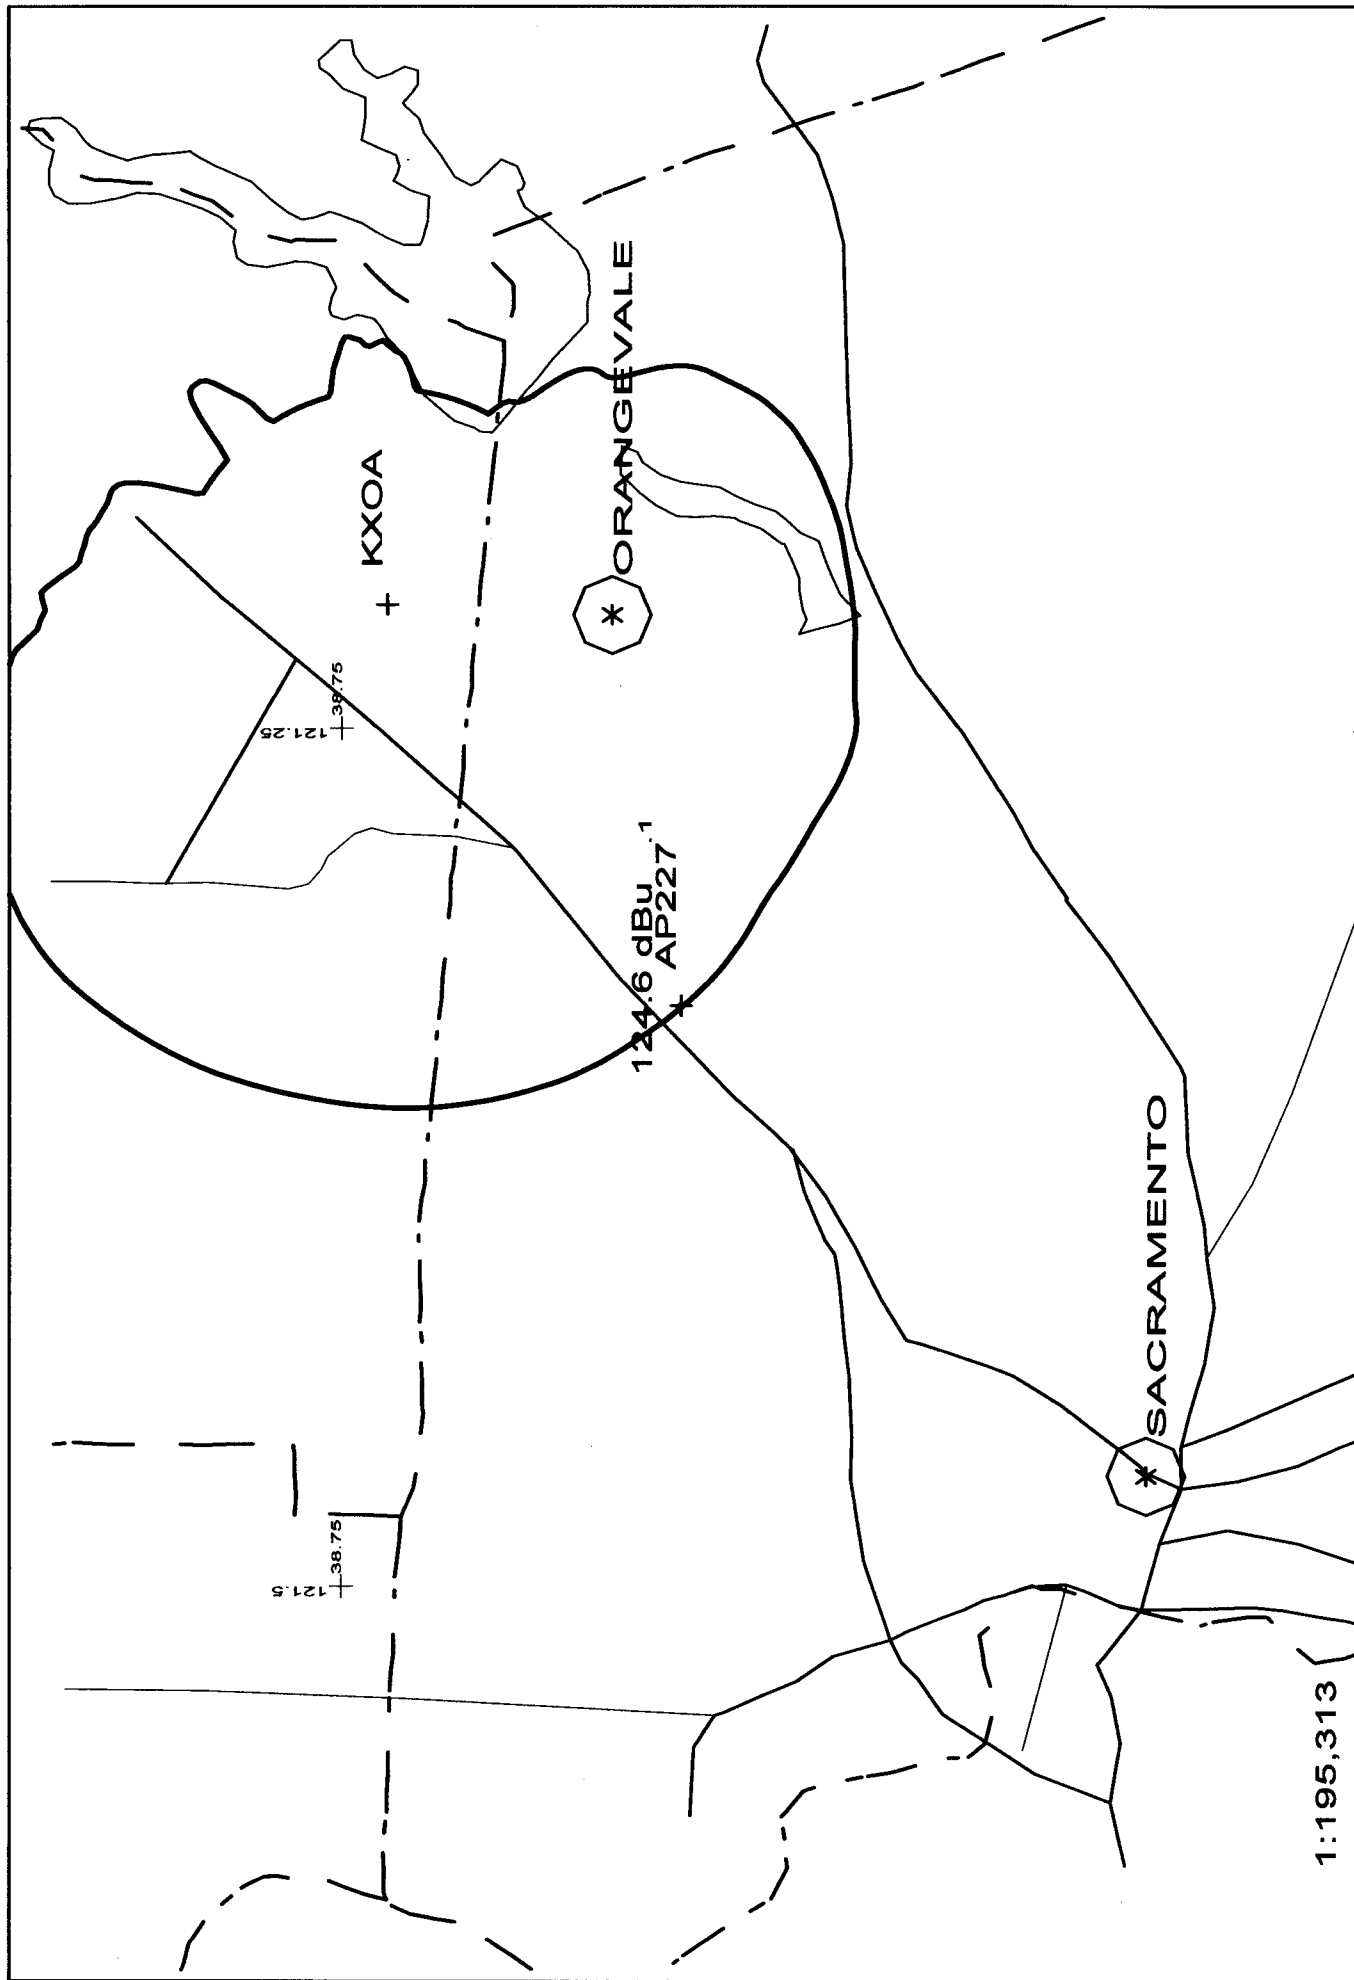 KXOA
ORANGEVALE
121.25
38.75
124.6 dBu
AP227.1
121.5
38.75
SACRAMENTO
1:195,313